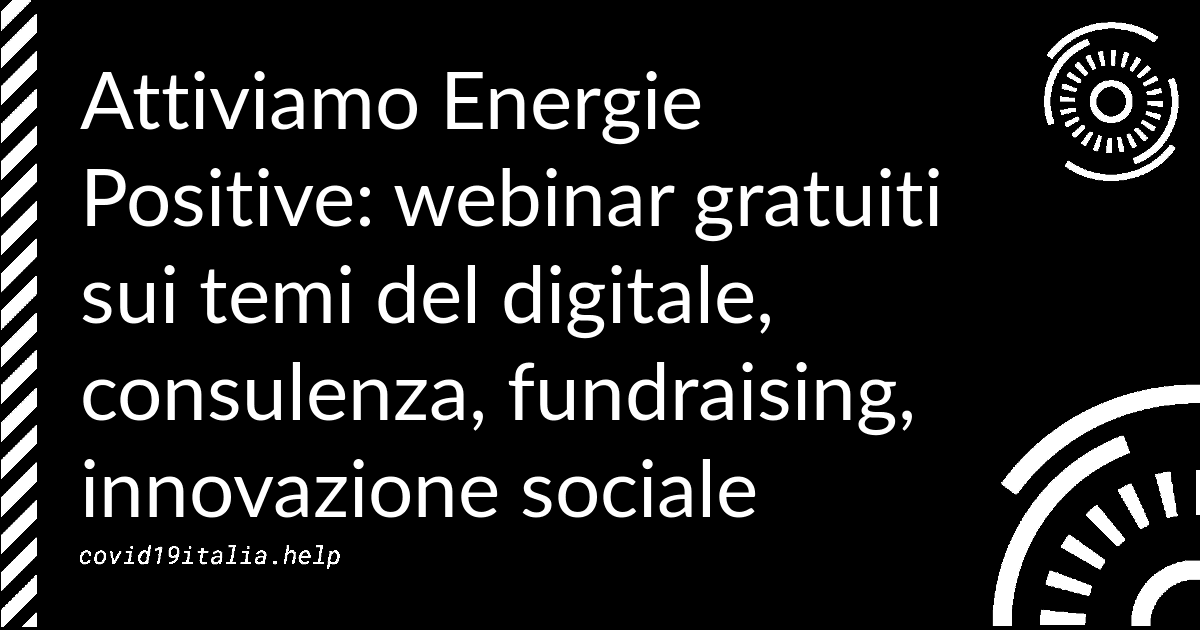 Attiviamo Energie
Positive: webinar gratuiti
sui temi del digitale,
consulenza, fundraising,
innovazione sociale
covid19italia.help